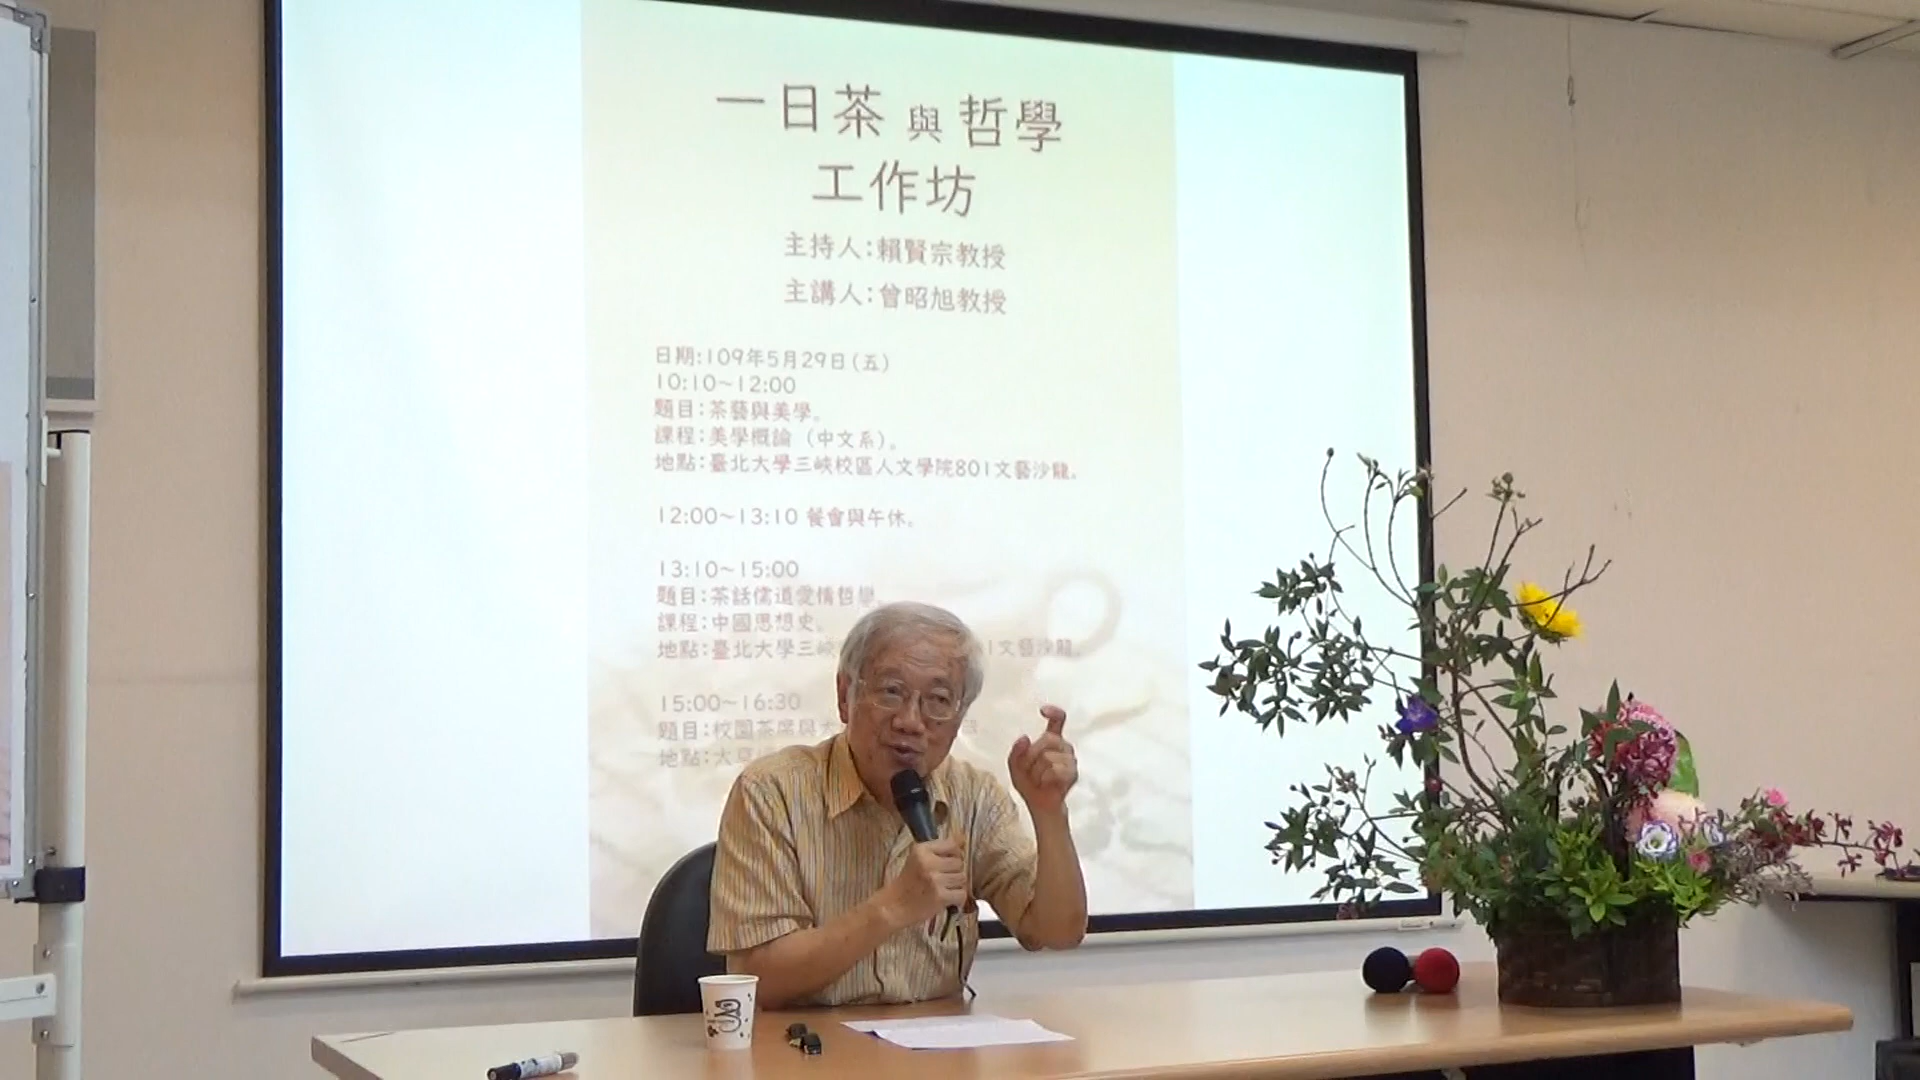 一日茶 與 哲學
工作坊
主持人：賴賢宗教授
主講人：曾昭旭教授
日期:109年5月29日(五)
10:10~12:00
題目：茶藝與美學。
課程：美學概論（中文系）。
地點：臺北大學三峽校區人文學院801文藝沙龍。
12:00~13:10 餐會與午休。
13:10~15:00
題目：茶話儒道愛情哲學
課程：中國思想史。
地點：臺北大學三峽 1文藝沙龍。
15:00~16:30
題目：校園茶席與
地點：大